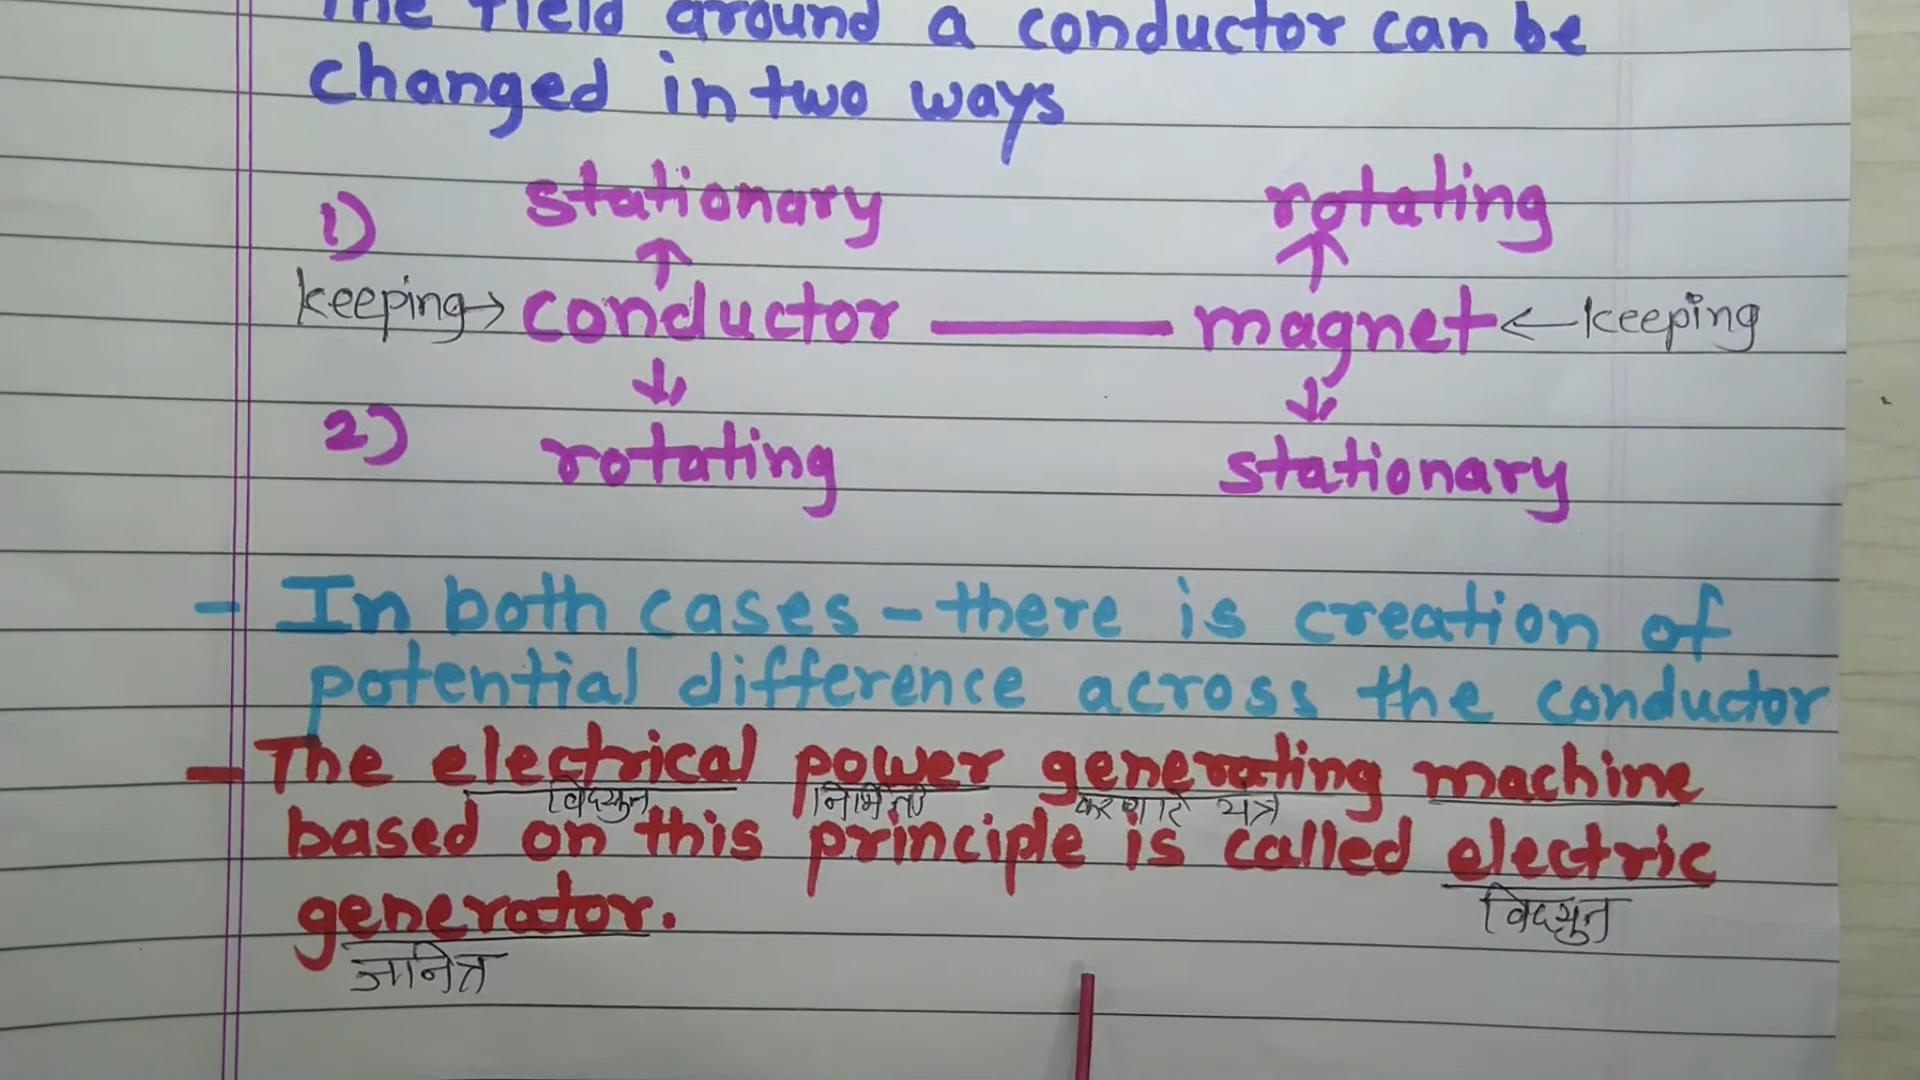 The field around a conductor can be
changed in two ways
stationary rotating
1)
keeping→ conductor — magnet ← keeping
2)
rotating stationary
- In both cases - there is creation of
potential difference across the conductor
- The electrical power generating machine
विद्युत निर्मिती करणारे यंत्र
based on this principle is called electric
विद्युत
generator.
जनित्र